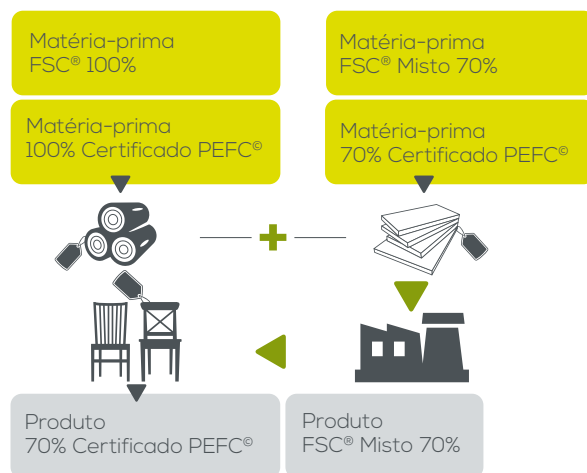 Matéria-prima
FSC® 100%
Matéria-prima
FSC® Misto 70%
Matéria-prima
100% Certificado PEFC©
Matéria-prima
70% Certificado PEFC©
Produto
70% Certificado PEFC©
Produto
FSC® Misto 70%